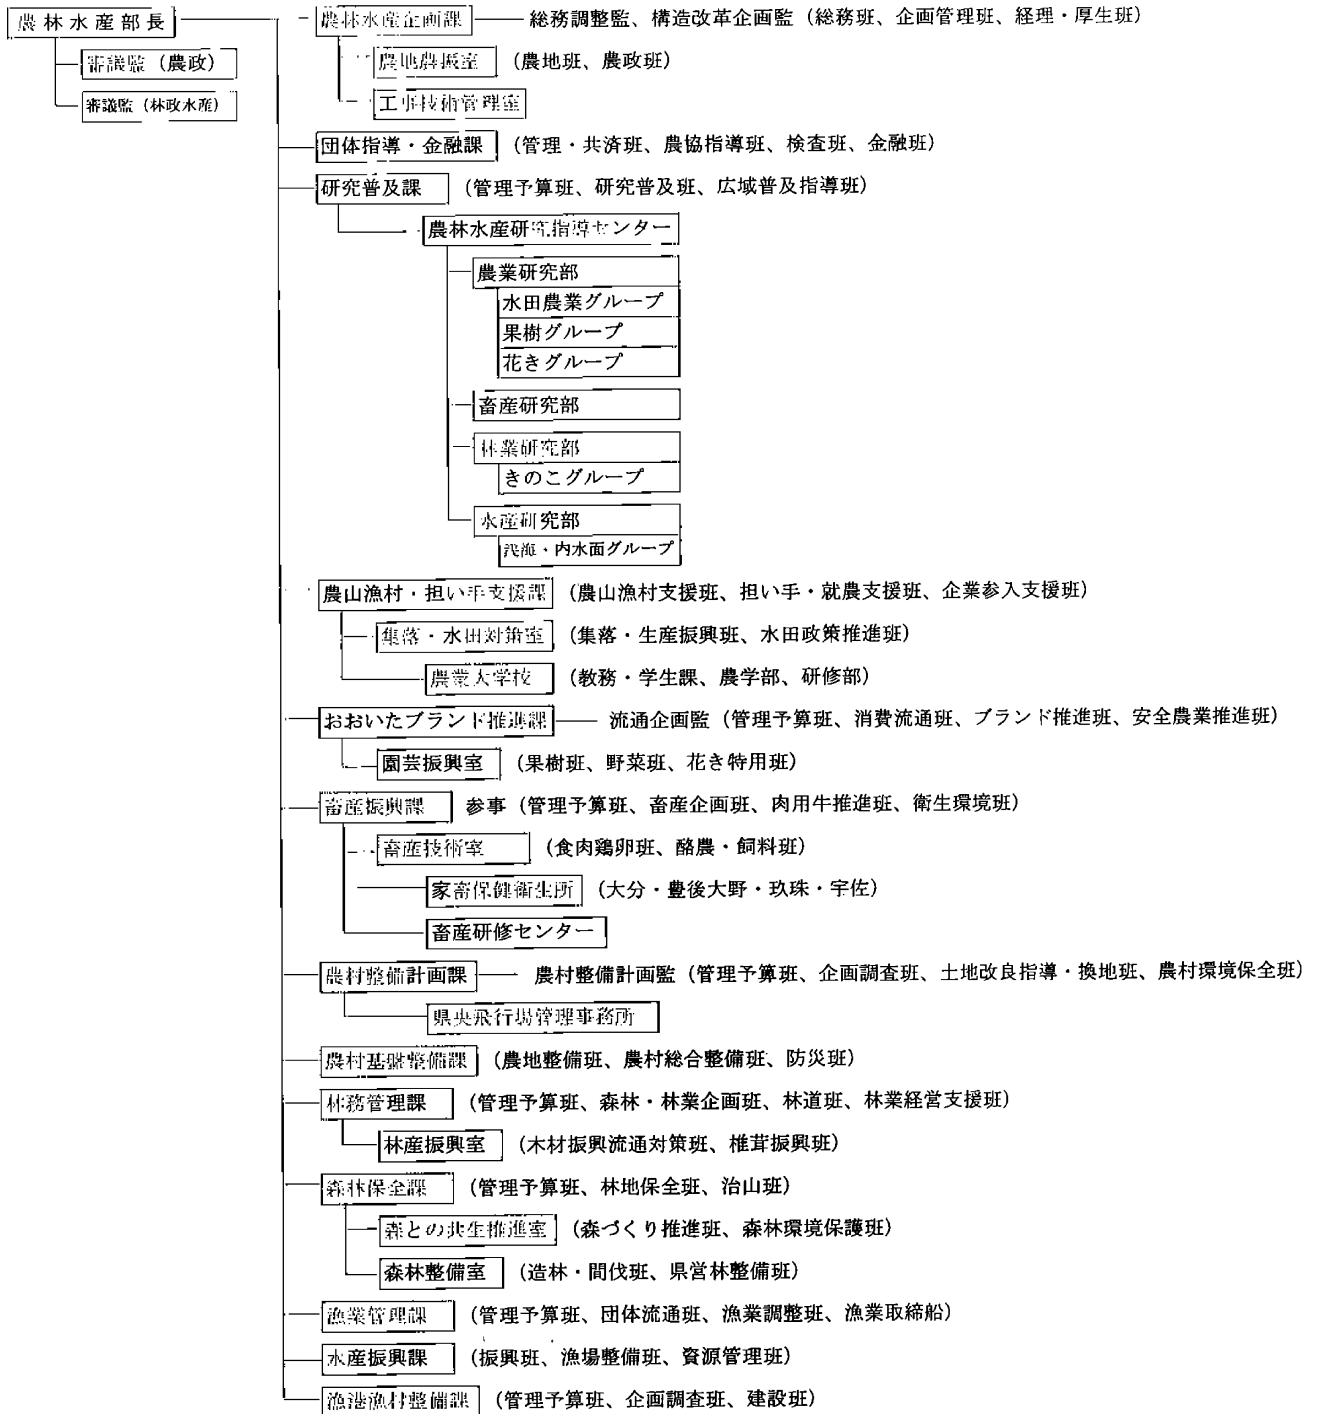 農林水産部長
審議監（農政）
審議監（林政水産）
農林水産企画課 総務調整監、構造改革企画監（総務班、企画管理班、経理・厚生班）
農地農振室 （農地班、農政班）
工事技術管理室
団体指導・金融課 （管理・共済班、農協指導班、検査班、金融班）
研究普及課 （管理予算班、研究普及班、広域普及指導班）
農林水産研究指導センター
農業研究部
水田農業グループ
果樹グループ
花きグループ
畜産研究部
林業研究部
きのこグループ
水産研究部
浅海・内水面グループ
農山漁村・担い手支援課 （農山漁村支援班、担い手・就農支援班、企業参入支援班）
集落・水田対策室 （集落・生産振興班、水田政策推進班）
農業大学校 （教務・学生課、農学部、研修部）
おおいたブランド推進課 流通企画監（管理予算班、消費流通班、ブランド推進班、安全農業推進班）
園芸振興室 （果樹班、野菜班、花き特用班）
畜産振興課 参事（管理予算班、畜産企画班、肉用牛推進班、衛生環境班）
畜産技術室 （食肉鶏卵班、酪農・飼料班）
家畜保健衛生所 （大分・豊後大野・玖珠・宇佐）
畜産研修センター
農村整備計画課 農村整備計画監（管理予算班、企画調査班、土地改良指導・換地班、農村環境保全班）
県央飛行場管理事務所
農村基盤整備課 （農地整備班、農村総合整備班、防災班）
林務管理課 （管理予算班、森林・林業企画班、林道班、林業経営支援班）
林産振興室 （木材振興流通対策班、椎茸振興班）
森林保全課 （管理予算班、林地保全班、治山班）
森との共生推進室 （森づくり推進班、森林環境保護班）
森林整備室 （造林・間伐班、県営林整備班）
漁業管理課 （管理予算班、団体流通班、漁業調整班、漁業取締船）
水産振興課 （振興班、漁場整備班、資源管理班）
漁港漁村整備課 （管理予算班、企画調査班、建設班）